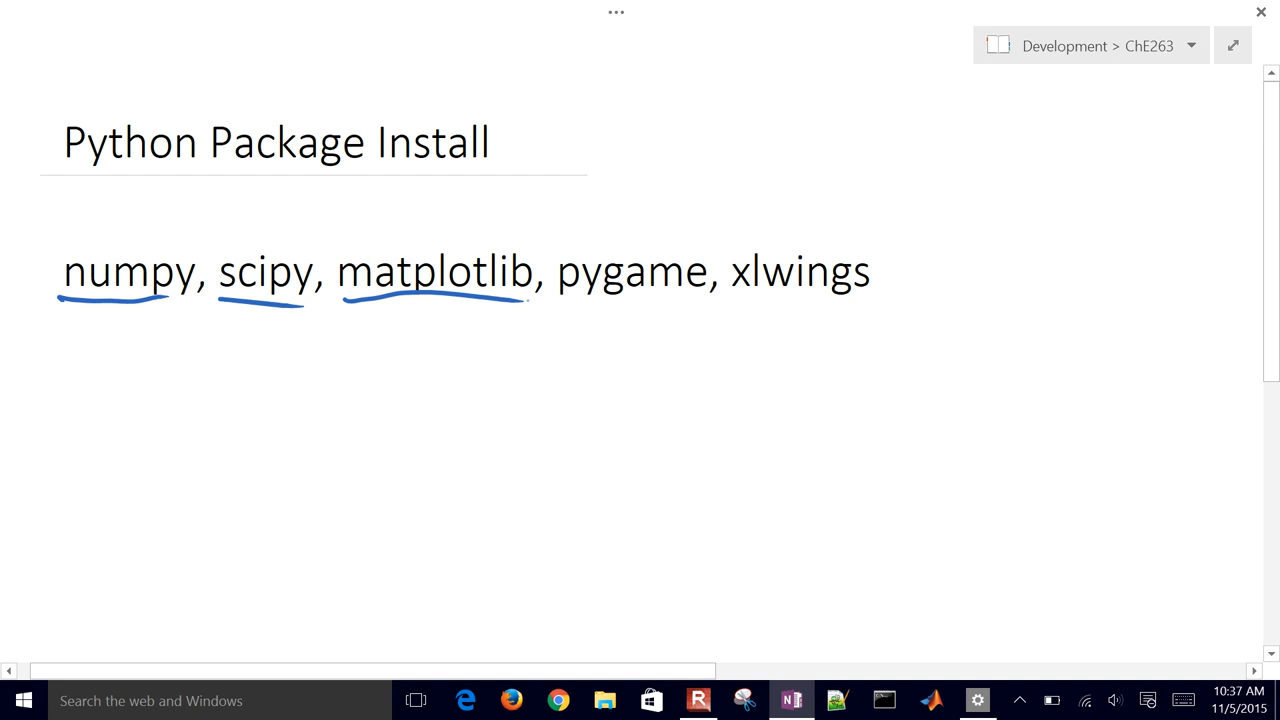 Development > ChE263
Python Package Install
numpy, scipy, matplotlib, pygame, xlwings
Search the web and Windows
10:37 AM
11/5/2015